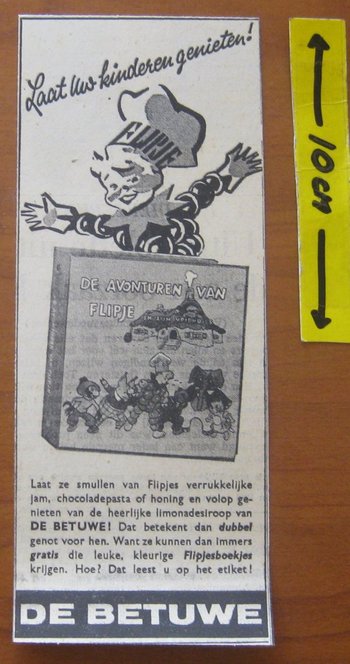 Laat Uw kinderen genieten!
FLIPJE
DE AVONTUREN VAN
FLIPJE
Laat ze smullen van Flipjes verrukkelijke
jam, chocoladepasta of honing en volop ge-
nieten van de heerlijke limonadesiroop van
DE BETUWE! Dat betekent dan dubbel
genot voor hen. Want ze kunnen dan immers
gratis die leuke, kleurige Flipjesboekjes
krijgen. Hoe? Dat leest u op het etiket!
DE BETUWE
10cm